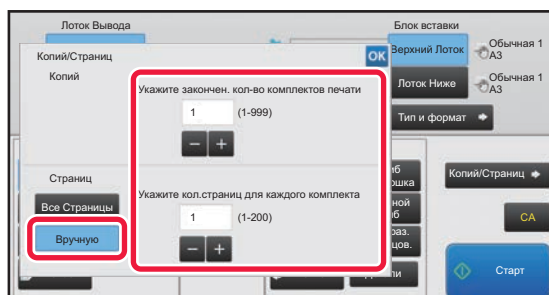 Лоток Вывода
Блок вставки
Копий/Страниц
OK
Верхний Лоток
Обычная 1
A3
Копий
Укажите закончен. кол-во комплектов печати
1
(1-999)
Лоток Ниже
Обычная 1
A3
Тип и формат
Страниц
Все Страницы
Вручную
Укажите кол.страниц для каждого комплекта
1
(1-200)
Копий/Страниц
CA
Старт